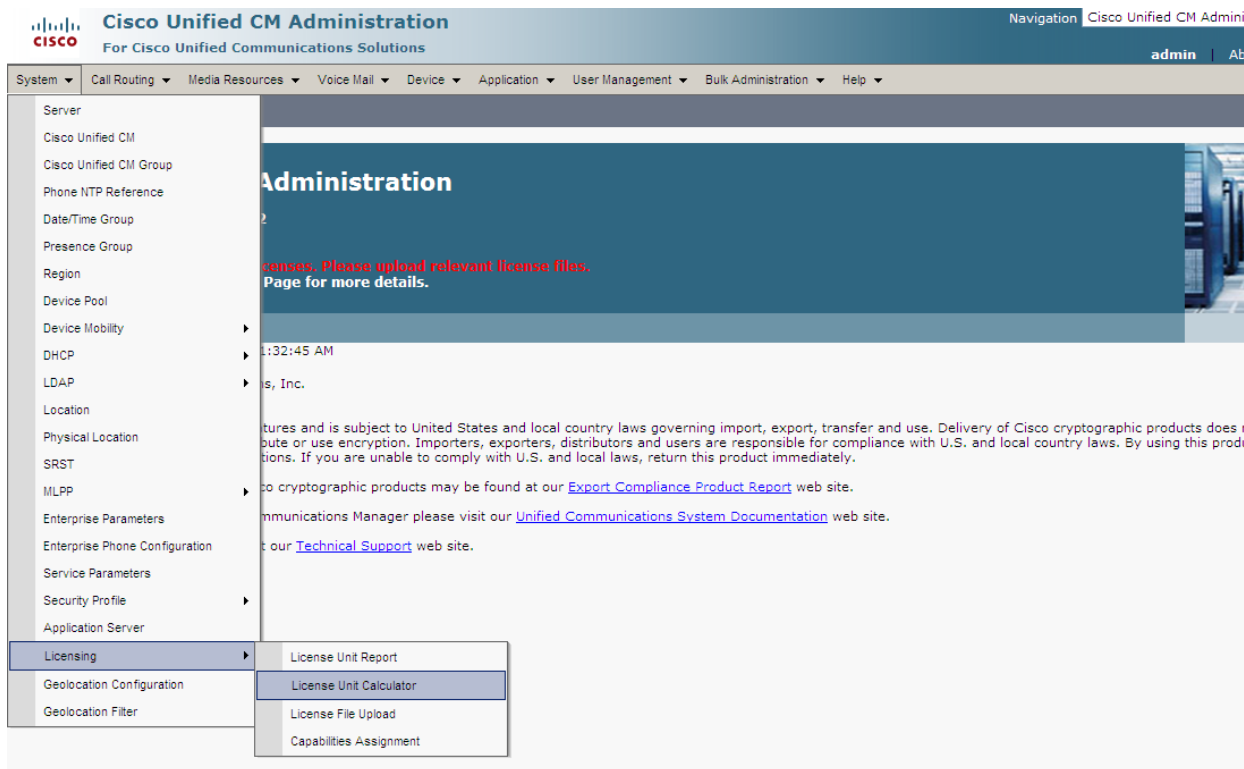 Cisco Unified CM Administration
Navigation Cisco Unified CM Admini
CISCO
For Cisco Unified Communications Solutions
admin | Ab
System Call Routing Media Resources Voice Mail Device Application User Management Bulk Administration Help
Server
Cisco Unified CM
Cisco Unified CM Group
Phone NTP Reference
Date/Time Group
Presence Group
Region
Device Pool
Device Mobility
DHCP
LDAP
Location
Physical Location
SRST
MLPP
Enterprise Parameters
Enterprise Phone Configuration
Service Parameters
Security Profile
Application Server
Licensing
Geolocation Configuration
Geolocation Filter
License Unit Report
License Unit Calculator
License File Upload
Capabilities Assignment
Administration
2
censes. Please upload relevant license files.
Page for more details.
1:32:45 AM
s, Inc.
tures and is subject to United States and local country laws governing import, export, transfer and use. Delivery of Cisco cryptographic products does
bute or use encryption. Importers, exporters, distributors and users are responsible for compliance with U.S. and local country laws. By using this produ
tions. If you are unable to comply with U.S. and local laws, return this product immediately.
co cryptographic products may be found at our Export Compliance Product Report web site.
mmunications Manager please visit our Unified Communications System Documentation web site.
t our Technical Support web site.